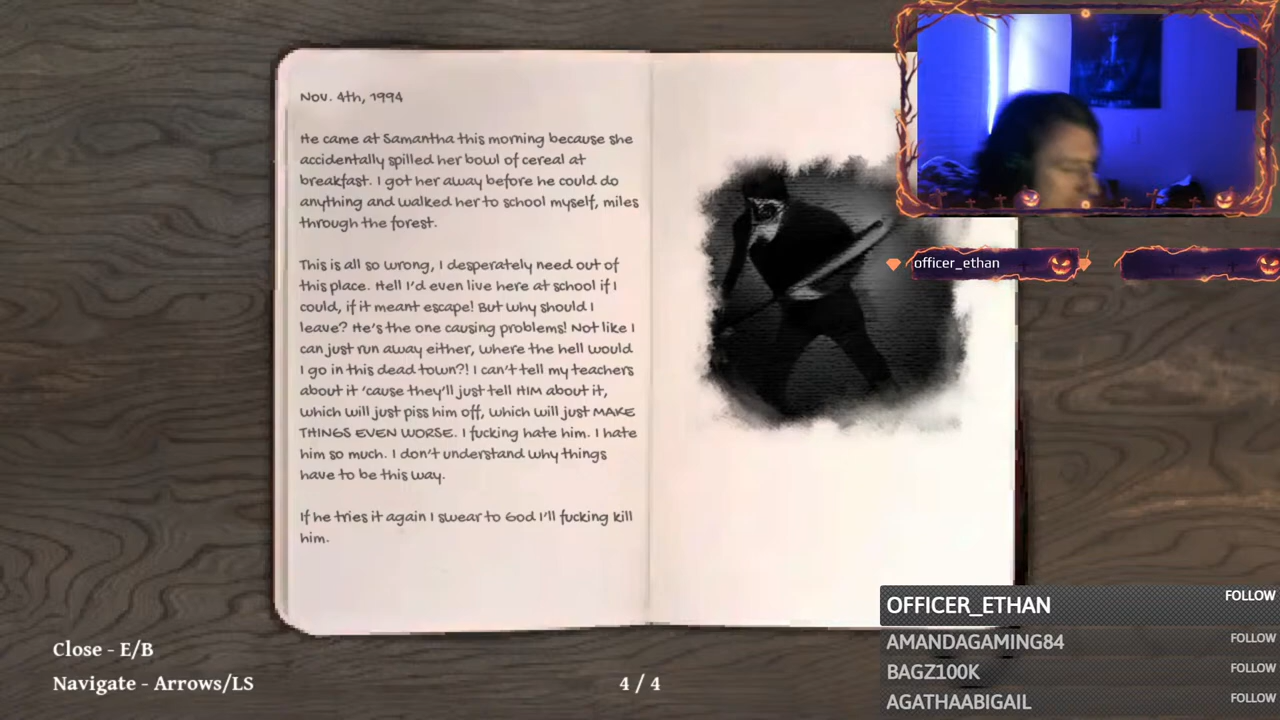 Nov. 4th, 1994
He came at Samantha this morning because she
accidentally spilled her bowl of cereal at
breakfast. I got her away before he could do
anything and walked her to school myself, miles
through the forest.
This is all so wrong, I desperately need out of
this place. Hell I'd even live here at school if I
could, if it meant escape! But why should I
leave? He's the one causing problems! Not like I
can just run away either, where the hell would
I go in this dead town?! I can't tell my teachers
about it 'cause they'll just tell HIM about it,
which will just piss him off, which will just MAKE
THINGS EVEN WORSE. I fucking hate him. I hate
him so much. I don't understand why things
have to be this way.
If he tries it again I swear to God I'll fucking kill
him.
officer_ethan
OFFICER_ETHAN FOLLOW
AMANDAGAMING84 FOLLOW
BAGZ100K FOLLOW
AGATHAABIGAIL FOLLOW
Close - E/B
Navigate - Arrows/LS
4 / 4